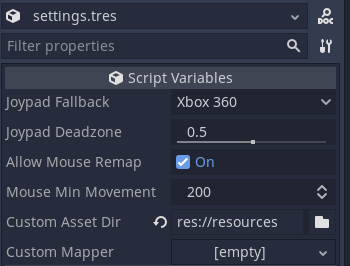 settings.tres
DOC
Filter properties
Script Variables
Joypad Fallback Xbox 360
Joypad Deadzone 0.5
Allow Mouse Remap On
Mouse Min Movement 200
Custom Asset Dir res://resources
Custom Mapper [empty]